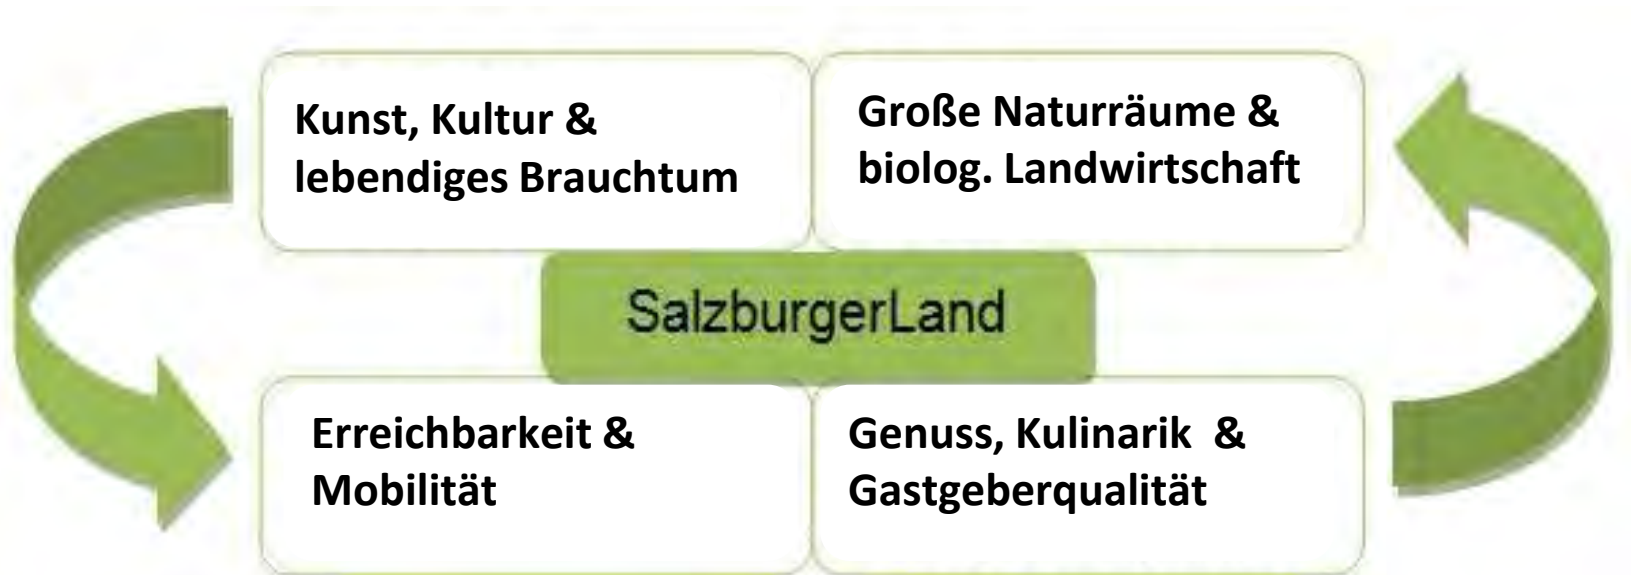 Kunst, Kultur &
lebendiges Brauchtum
Große Naturräume &
biolog. Landwirtschaft
SalzburgerLand
Erreichbarkeit &
Mobilität
Genuss, Kulinarik &
Gastgeberqualität